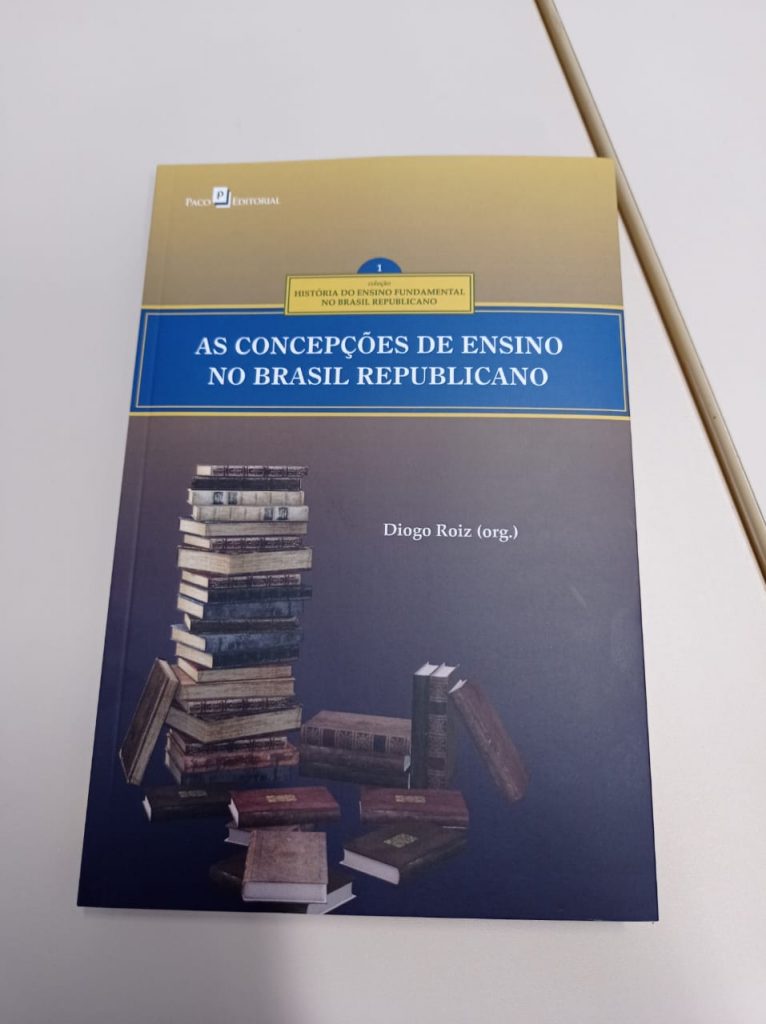 PACO P EDITORIAL
1
coleção
HISTÓRIA DO ENSINO FUNDAMENTAL
NO BRASIL REPUBLICANO
AS CONCEPÇÕES DE ENSINO
NO BRASIL REPUBLICANO
Diogo Roiz (org.)